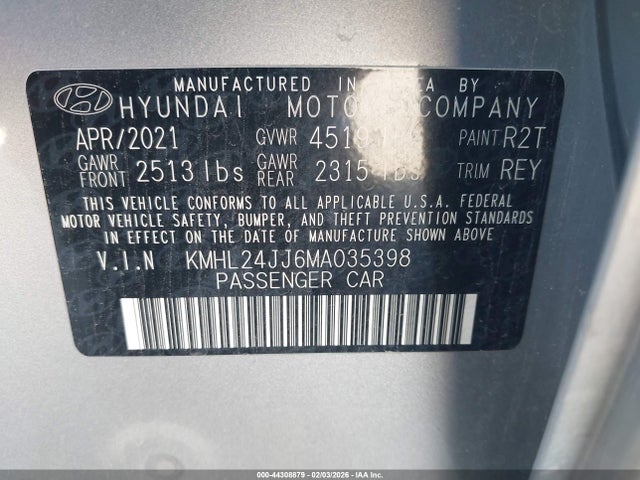 MANUFACTURED IN BY
HYUNDAI COMPANY
APR/2021 GVWR PAINT R2T
GAWR FRONT 2513 lbs GAWR REAR TRIM REY
THIS VEHICLE CONFORMS TO ALL APPLICABLE U.S.A. FEDERAL
MOTOR VEHICLE SAFETY, BUMPER, AND THEFT PREVENTION STANDARDS
IN EFFECT ON THE DATE OF MANUFACTURE SHOWN ABOVE
V.I.N KMHL24JJ6MA035398
PASSENGER CAR
000-44308879 - 02/03/2026 - IAA Inc.